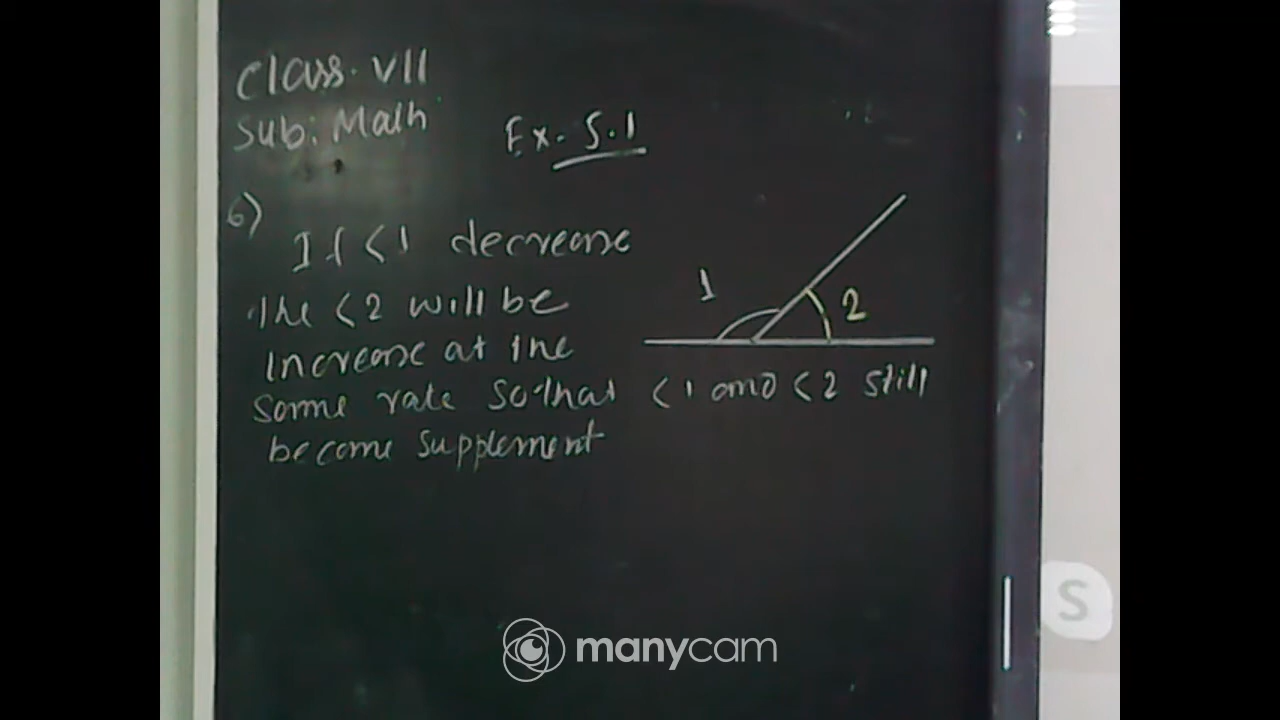 Class. VII
Sub: Math
Ex. 5.1
6)
If <1 decrease
the <2 will be
increase at the
same rate so that <1 and <2 still
become supplement
1
2
S
manycam